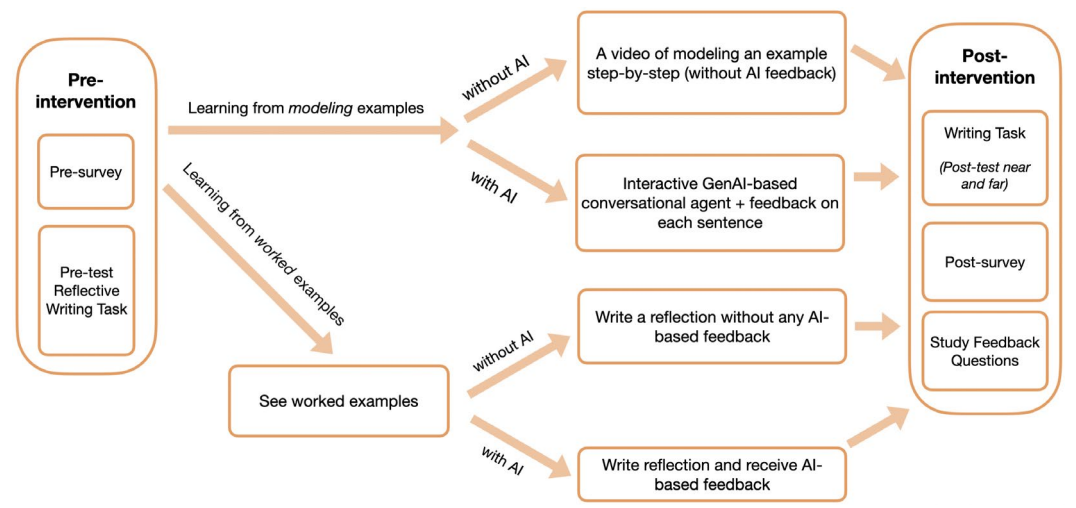 Pre-
intervention
Pre-survey
Pre-test
Reflective
Writing Task
Learning from modeling examples
Learning from worked examples
without AI
with AI
A video of modeling an example
step-by-step (without AI feedback)
Interactive GenAI-based
conversational agent + feedback on
each sentence
See worked examples
without AI
with AI
Write a reflection without any AI-
based feedback
Write reflection and receive AI-
based feedback
Post-
intervention
Writing Task
(Post-test near
and far)
Post-survey
Study Feedback
Questions